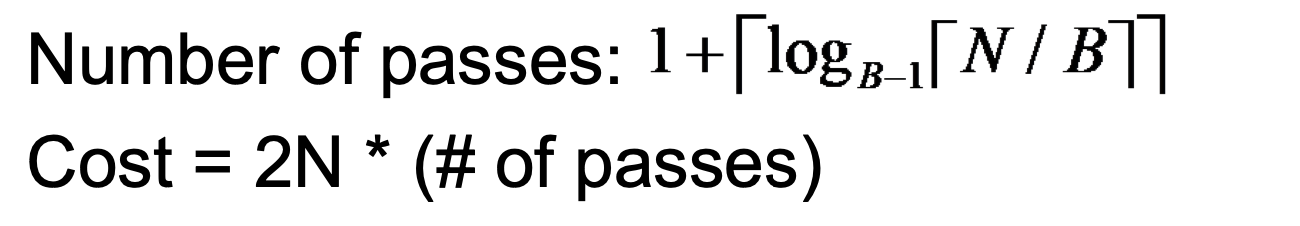 Number of passes: 1+⌈log_{B−1}⌈N / B⌉⌉
Cost = 2N * (# of passes)